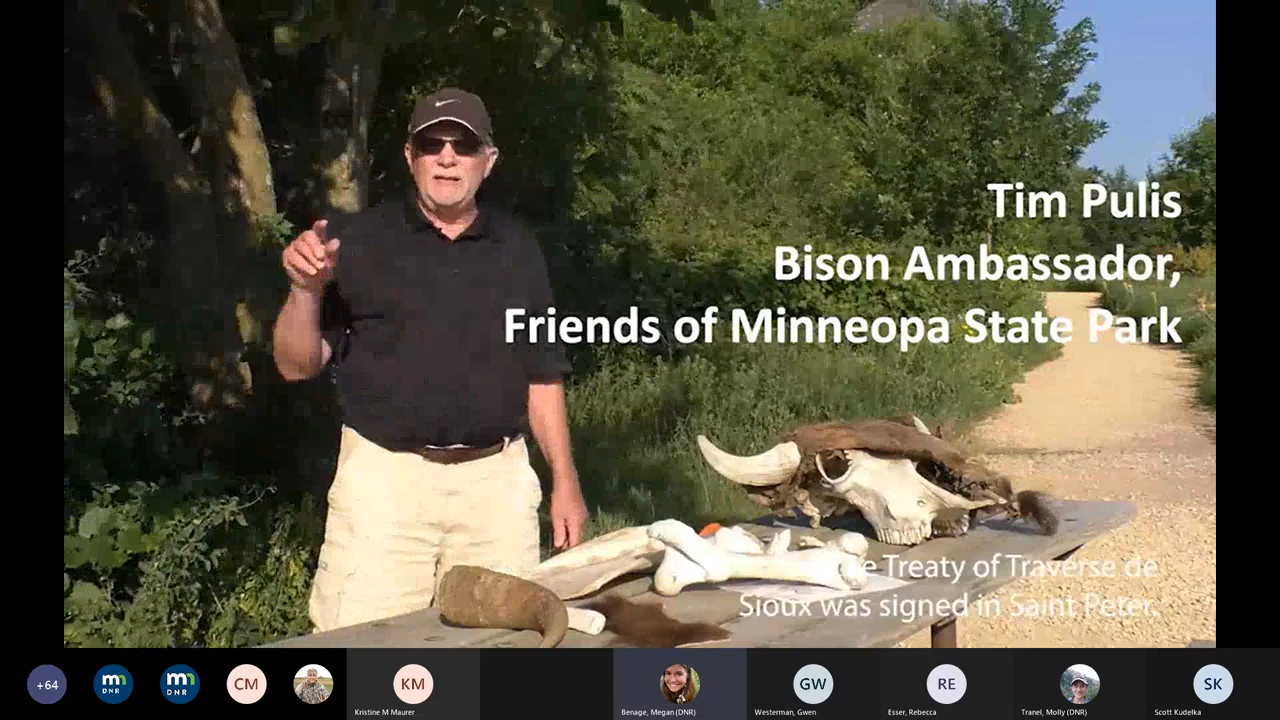 Tim Pulis
Bison Ambassador,
Friends of Minneopa State Park
Treaty of Traverse de
Sioux was signed in Saint Peter.
+64
mn
DNR
mn
DNR
CM
KM
GW
RE
SK
Kristine M Maurer
Benage, Megan (DNR)
Westerman, Gwen
Esser, Rebecca
Tranel, Molly (DNR)
Scott Kudelka